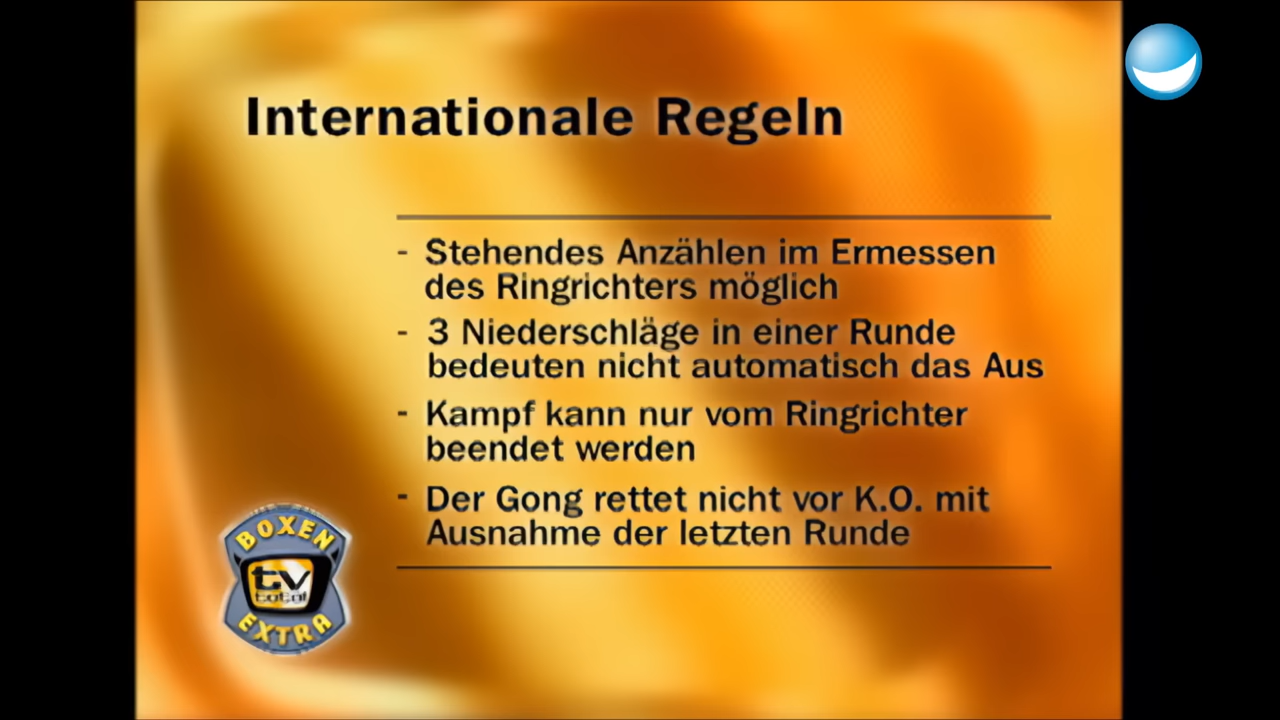 Internationale Regeln
- Stehendes Anzählen im Ermessen
des Ringrichters möglich
- 3 Niederschläge in einer Runde
bedeuten nicht automatisch das Aus
- Kampf kann nur vom Ringrichter
beendet werden
- Der Gong rettet nicht vor K.O. mit
Ausnahme der letzten Runde
BOXEN
tv
total
EXTRA